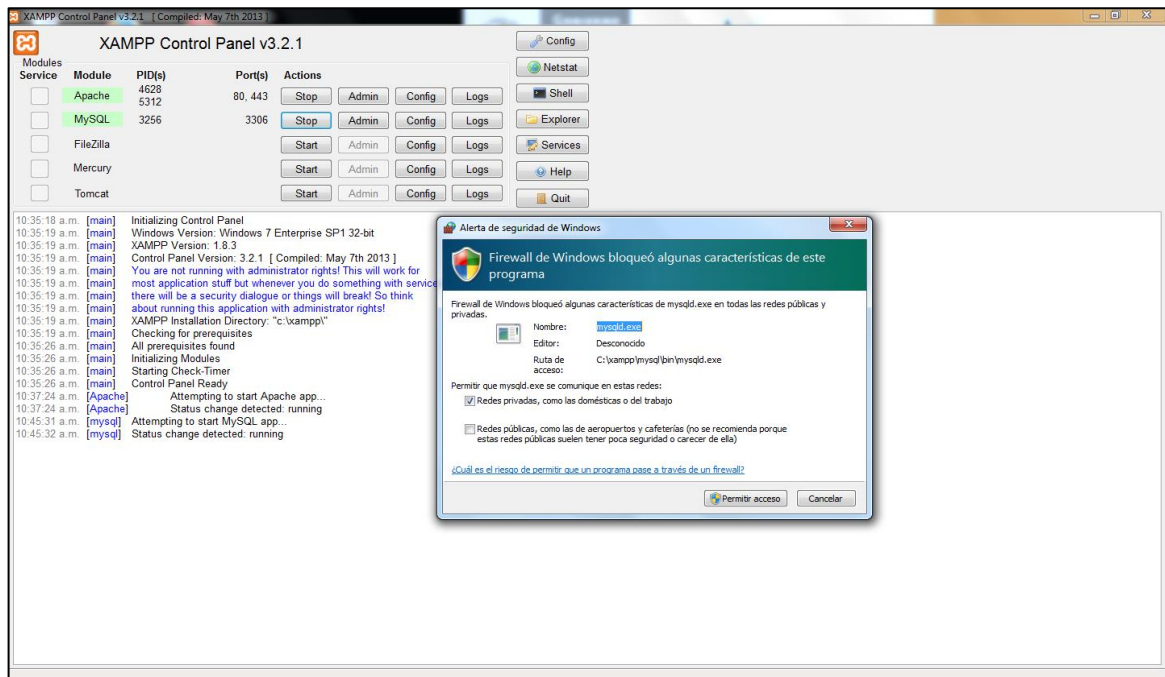 XAMPP Control Panel v3.2.1 [ Compiled: May 7th 2013 ]
XAMPP Control Panel v3.2.1
Config
Modules
Service Module PID(s) Port(s) Actions
Netstat
Apache 4628 5312 80, 443 Stop Admin Config Logs
Shell
MySQL 3256 3306 Stop Admin Config Logs
Explorer
FileZilla Start Admin Config Logs
Services
Mercury Start Admin Config Logs
Help
Tomcat Start Admin Config Logs
Quit
10:35:18 a.m. [main] Initializing Control Panel
10:35:19 a.m. [main] Windows Version: Windows 7 Enterprise SP1 32-bit
10:35:19 a.m. [main] XAMPP Version: 1.8.3
10:35:19 a.m. [main] Control Panel Version: 3.2.1 [ Compiled: May 7th 2013 ]
10:35:19 a.m. [main] You are not running with administrator rights! This will work for
10:35:19 a.m. [main] most application stuff but whenever you do something with service
10:35:19 a.m. [main] there will be a security dialogue or things will break! So think
10:35:19 a.m. [main] about running this application with administrator rights!
10:35:19 a.m. [main] XAMPP Installation Directory: "c:\xampp\"
10:35:19 a.m. [main] Checking for prerequisites
10:35:26 a.m. [main] All prerequisites found
10:35:26 a.m. [main] Initializing Modules
10:35:26 a.m. [main] Starting Check-Timer
10:35:26 a.m. [main] Control Panel Ready
10:37:24 a.m. [Apache] Attempting to start Apache app...
10:37:24 a.m. [Apache] Status change detected: running
10:45:31 a.m. [mysql] Attempting to start MySQL app...
10:45:32 a.m. [mysql] Status change detected: running
Alerta de seguridad de Windows
Firewall de Windows bloqueó algunas características de este
programa
Firewall de Windows bloqueó algunas características de mysqld.exe en todas las redes públicas y
privadas.
Nombre: mysqld.exe
Editor: Desconocido
Ruta de acceso: C:\xampp\mysql\bin\mysqld.exe
Permitir que mysqld.exe se comunique en estas redes:
Redes privadas, como las domésticas o del trabajo
Redes públicas, como las de aeropuertos y cafeterías (no se recomienda porque
estas redes públicas suelen tener poca seguridad o carecer de ella)
¿Cuál es el riesgo de permitir que un programa pase a través de un firewall?
Permitir acceso Cancelar